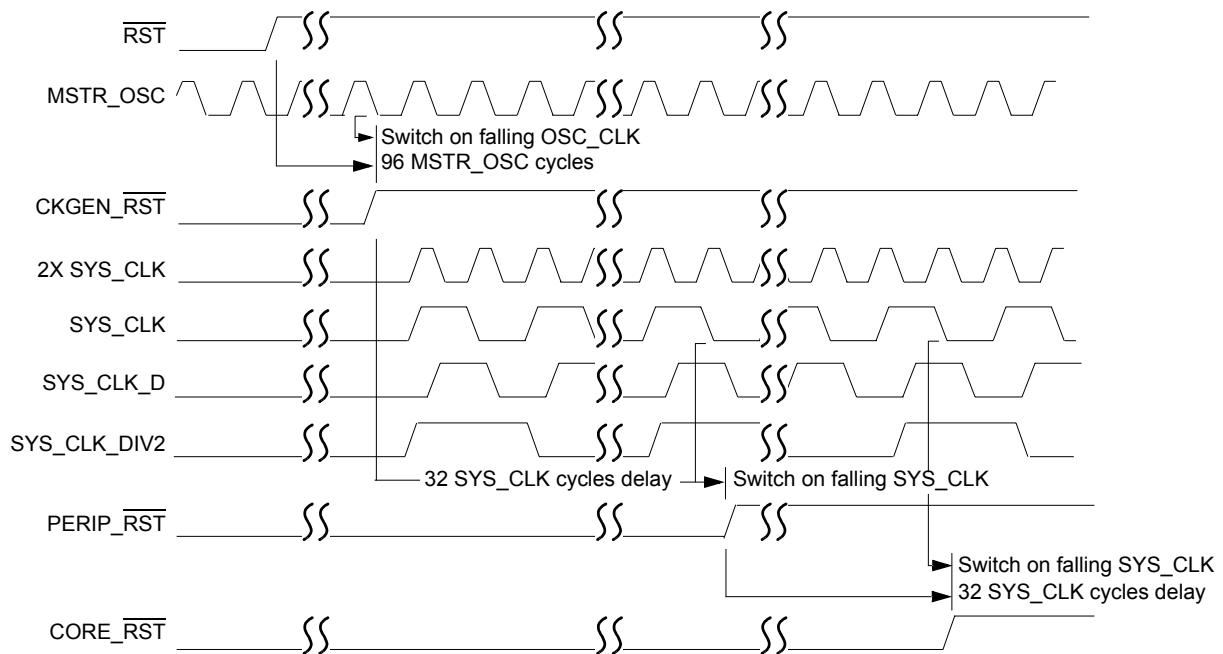 RST
MSTR_OSC
Switch on falling OSC_CLK
96 MSTR_OSC cycles
CKGEN_RST
2X SYS_CLK
SYS_CLK
SYS_CLK_D
SYS_CLK_DIV2
32 SYS_CLK cycles delay
Switch on falling SYS_CLK
PERIP_RST
Switch on falling SYS_CLK
32 SYS_CLK cycles delay
CORE_RST